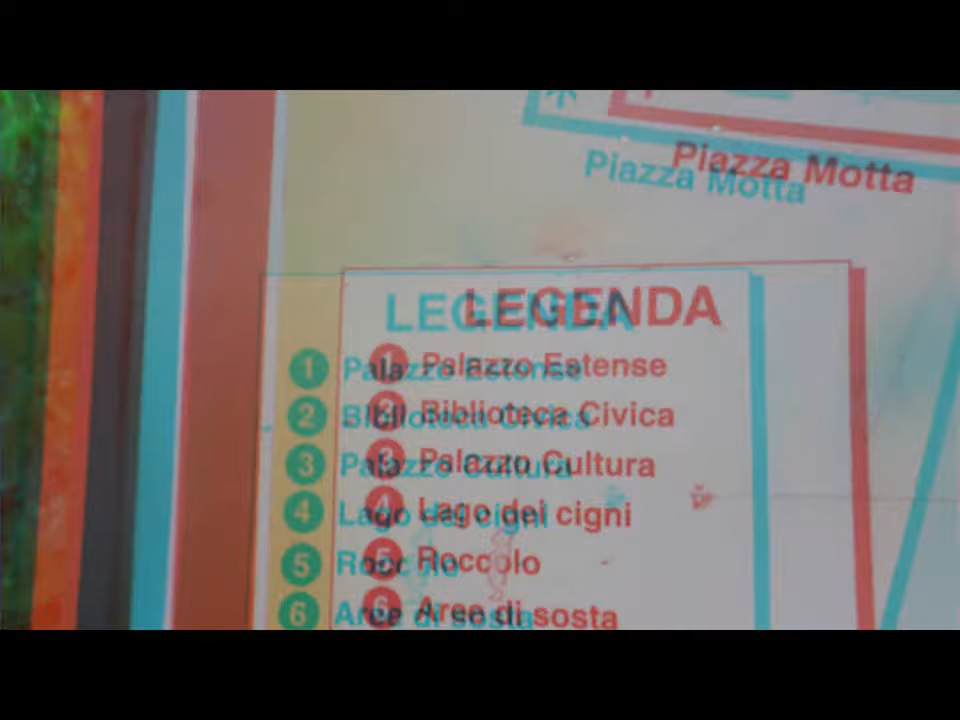 Piazza Motta
LEGENDA
1 Palazzo Estense
2 Biblioteca Civica
3 Palazzo Cultura
4 Lago dei cigni
5 Roccolo
6 Aree di sosta